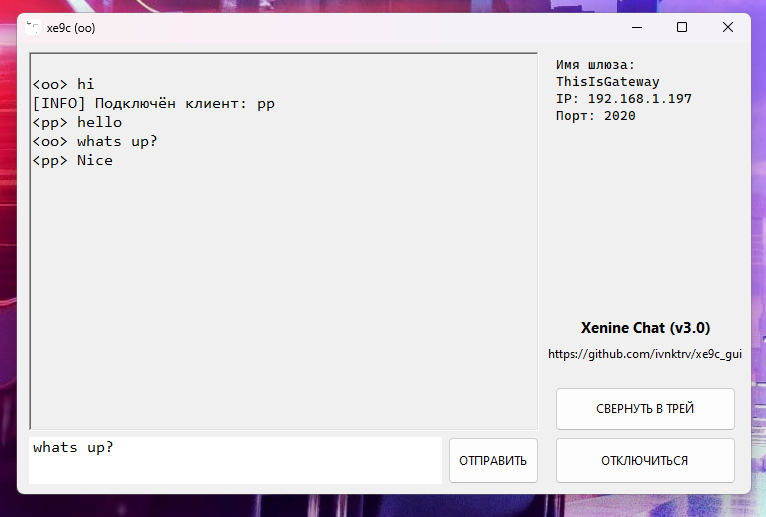 xe9c (oo)
<oo> hi
[INFO] Подключён клиент: pp
<pp> hello
<oo> whats up?
<pp> Nice
Имя шлюза:
ThisIsGateway
IP: 192.168.1.197
Порт: 2020
Xenine Chat (v3.0)
https://github.com/ivnktrv/xe9c_gui
СВЕРНУТЬ В ТРЕЙ
whats up?
ОТПРАВИТЬ
ОТКЛЮЧИТЬСЯ